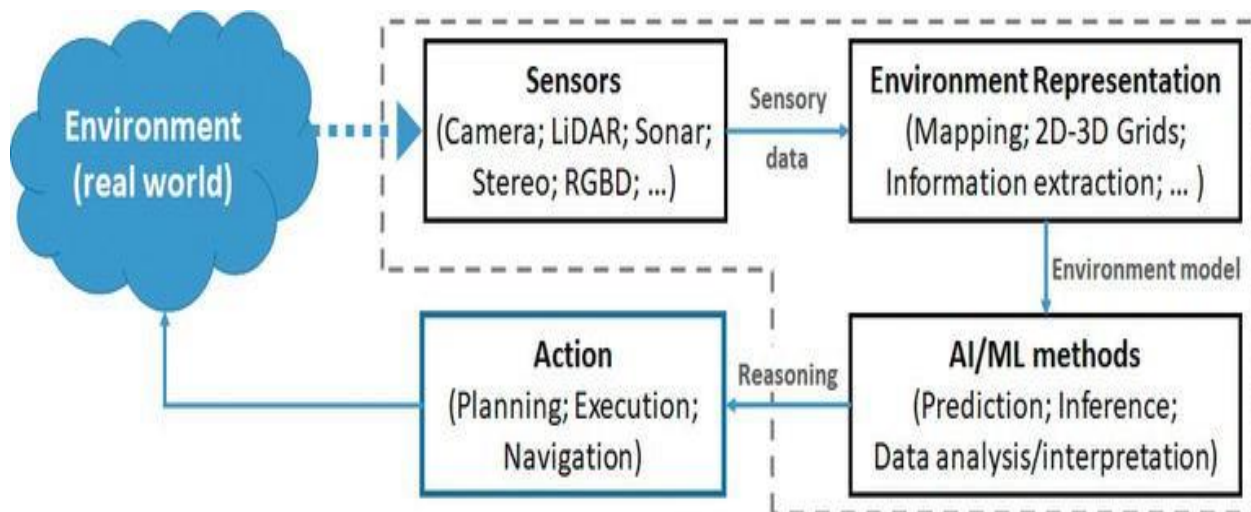 Environment
(real world)
Sensors
(Camera; LiDAR; Sonar;
Stereo; RGBD; ...)
Sensory
data
Environment Representation
(Mapping; 2D-3D Grids;
Information extraction; ... )
Environment model
AI/ML methods
(Prediction; Inference;
Data analysis/interpretation)
Reasoning
Action
(Planning; Execution;
Navigation)